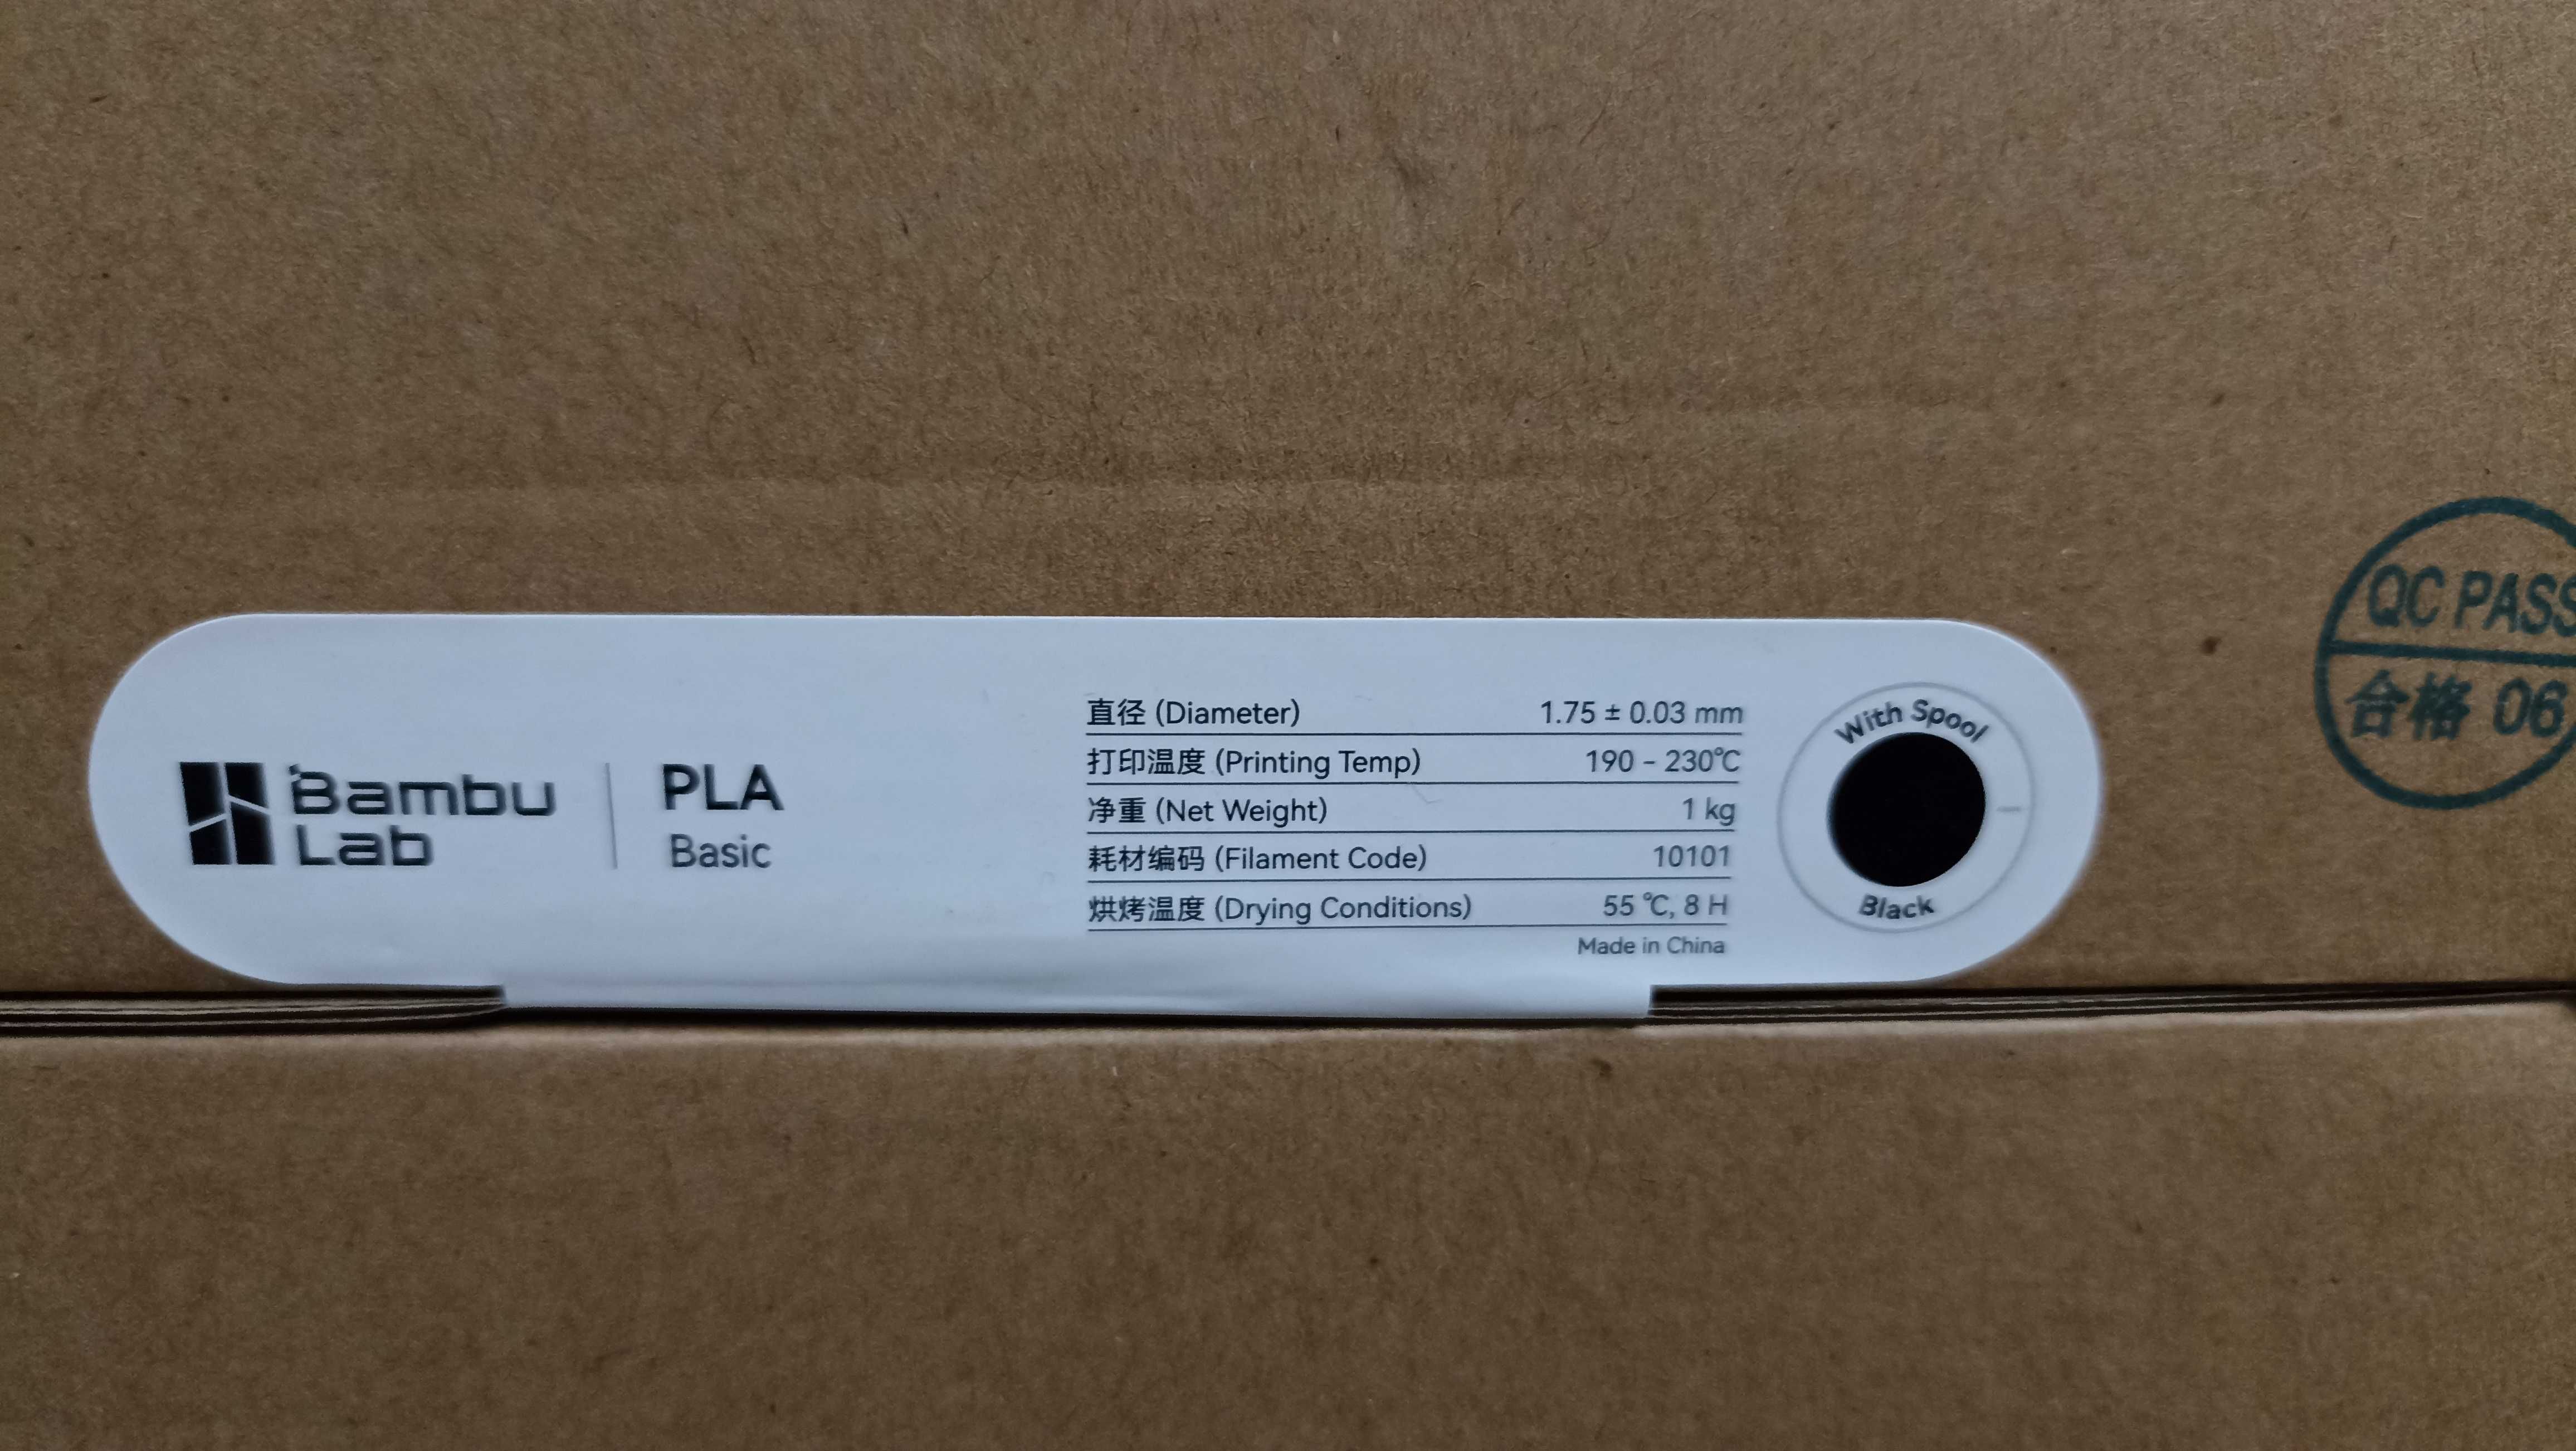 Bambu
Lab
PLA
Basic
直径 (Diameter) 1.75 ± 0.03 mm
打印温度 (Printing Temp) 190 - 230℃
净重 (Net Weight) 1 kg
耗材编码 (Filament Code) 10101
烘烤温度 (Drying Conditions) 55 ℃, 8 H
Made in China
With Spool
Black
QC PASS
合格 06